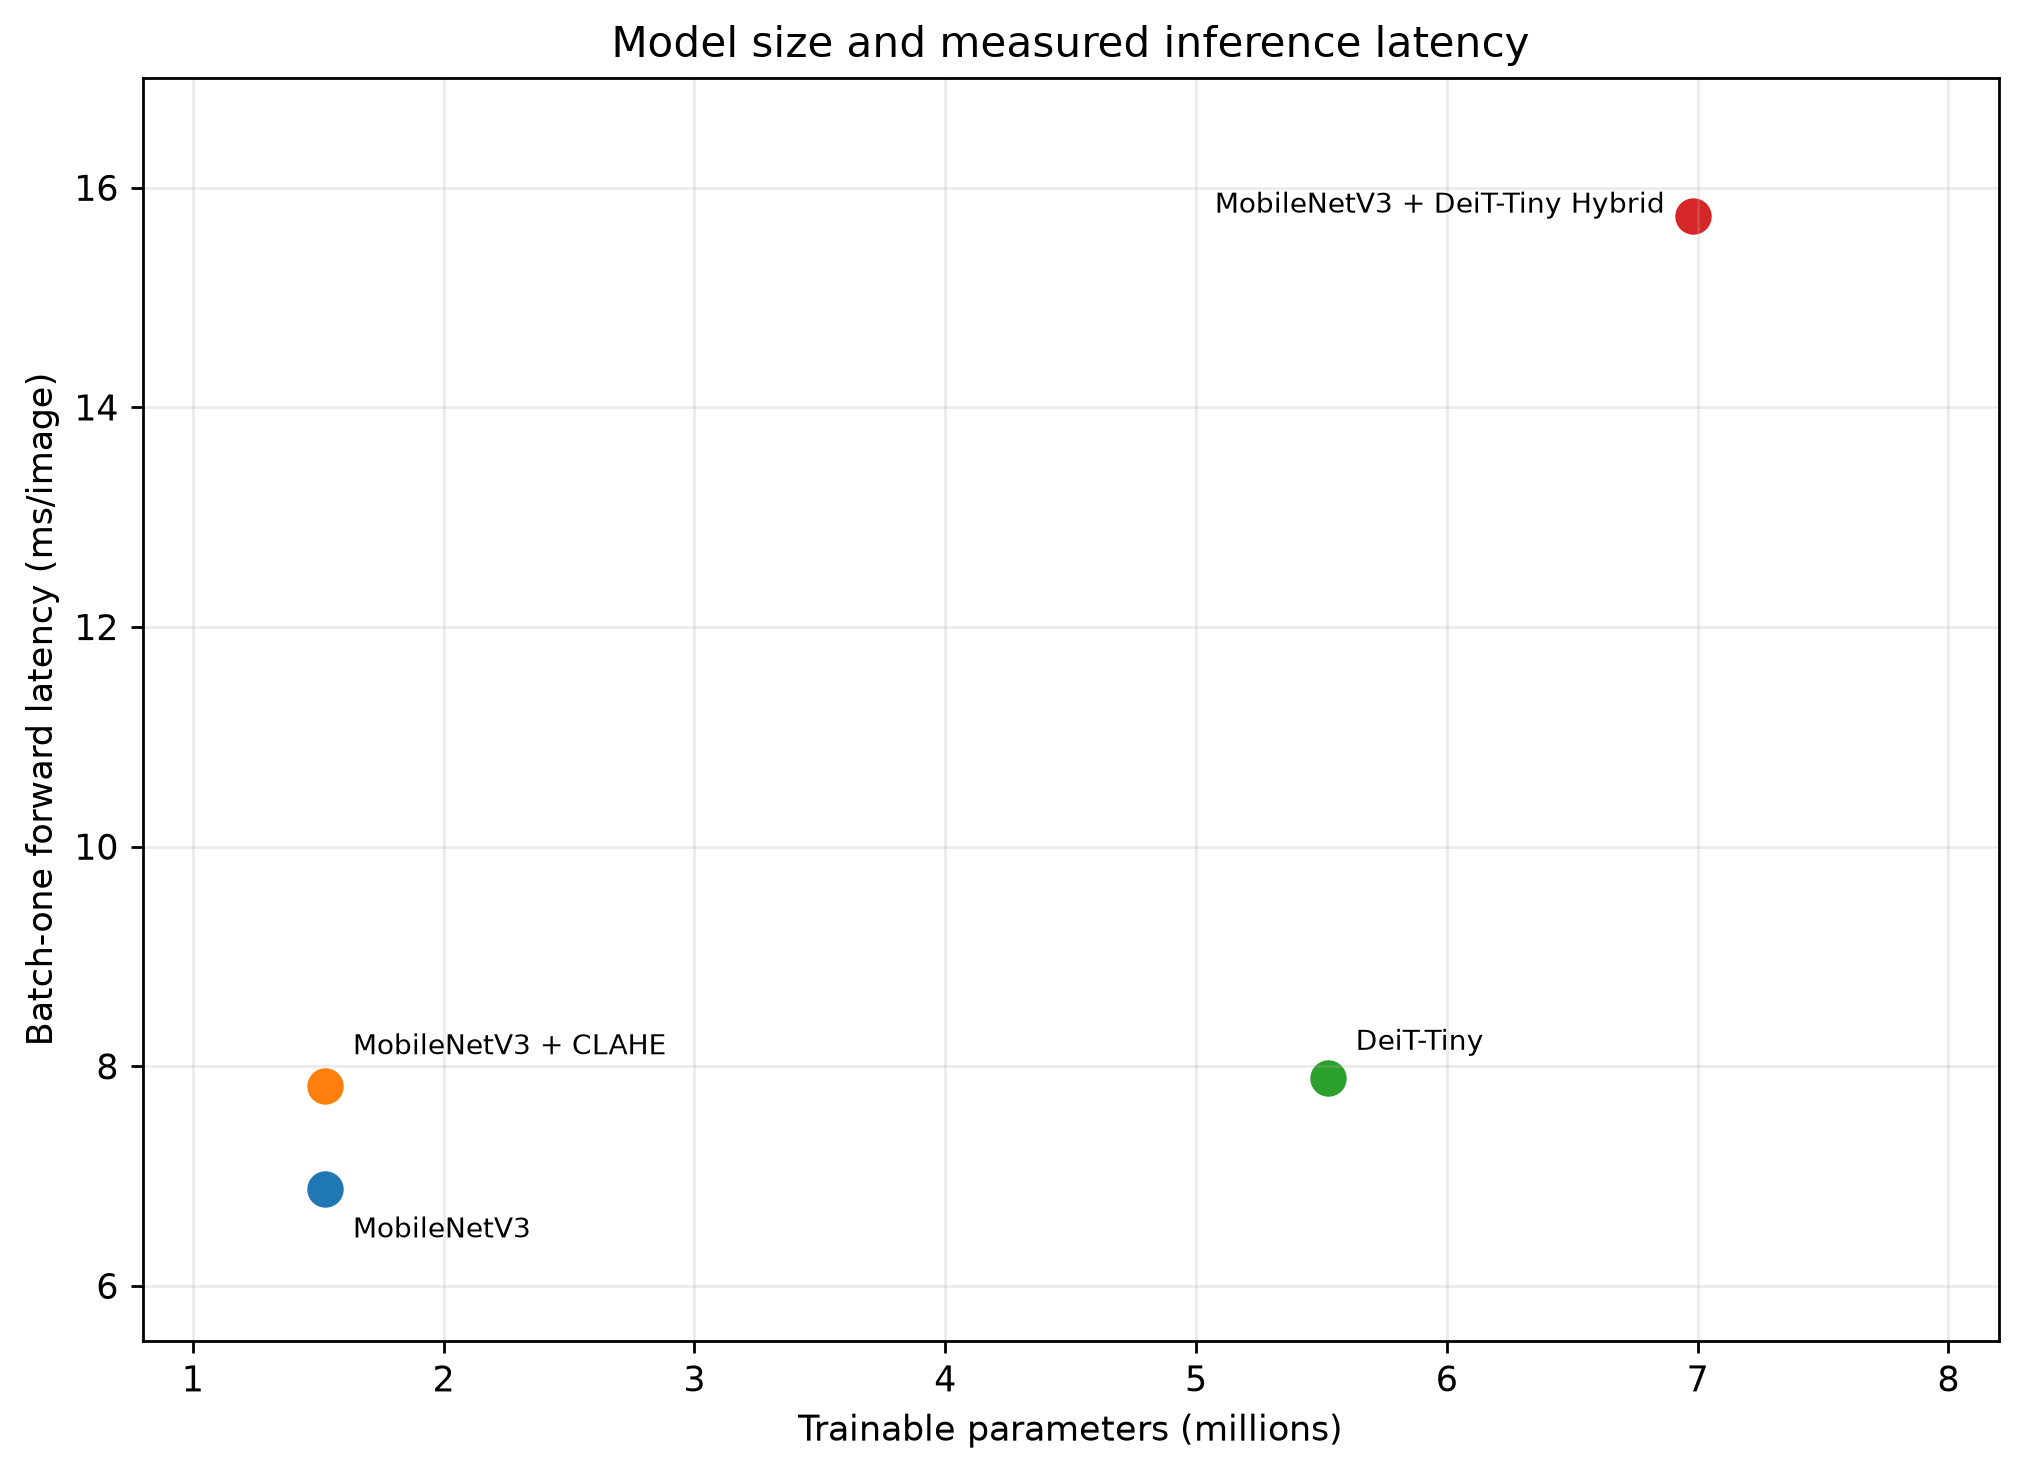 Model size and measured inference latency
Batch-one forward latency (ms/image)
16
14
12
10
8
6
MobileNetV3 + DeiT-Tiny Hybrid
MobileNetV3 + CLAHE
DeiT-Tiny
MobileNetV3
1 2 3 4 5 6 7 8
Trainable parameters (millions)